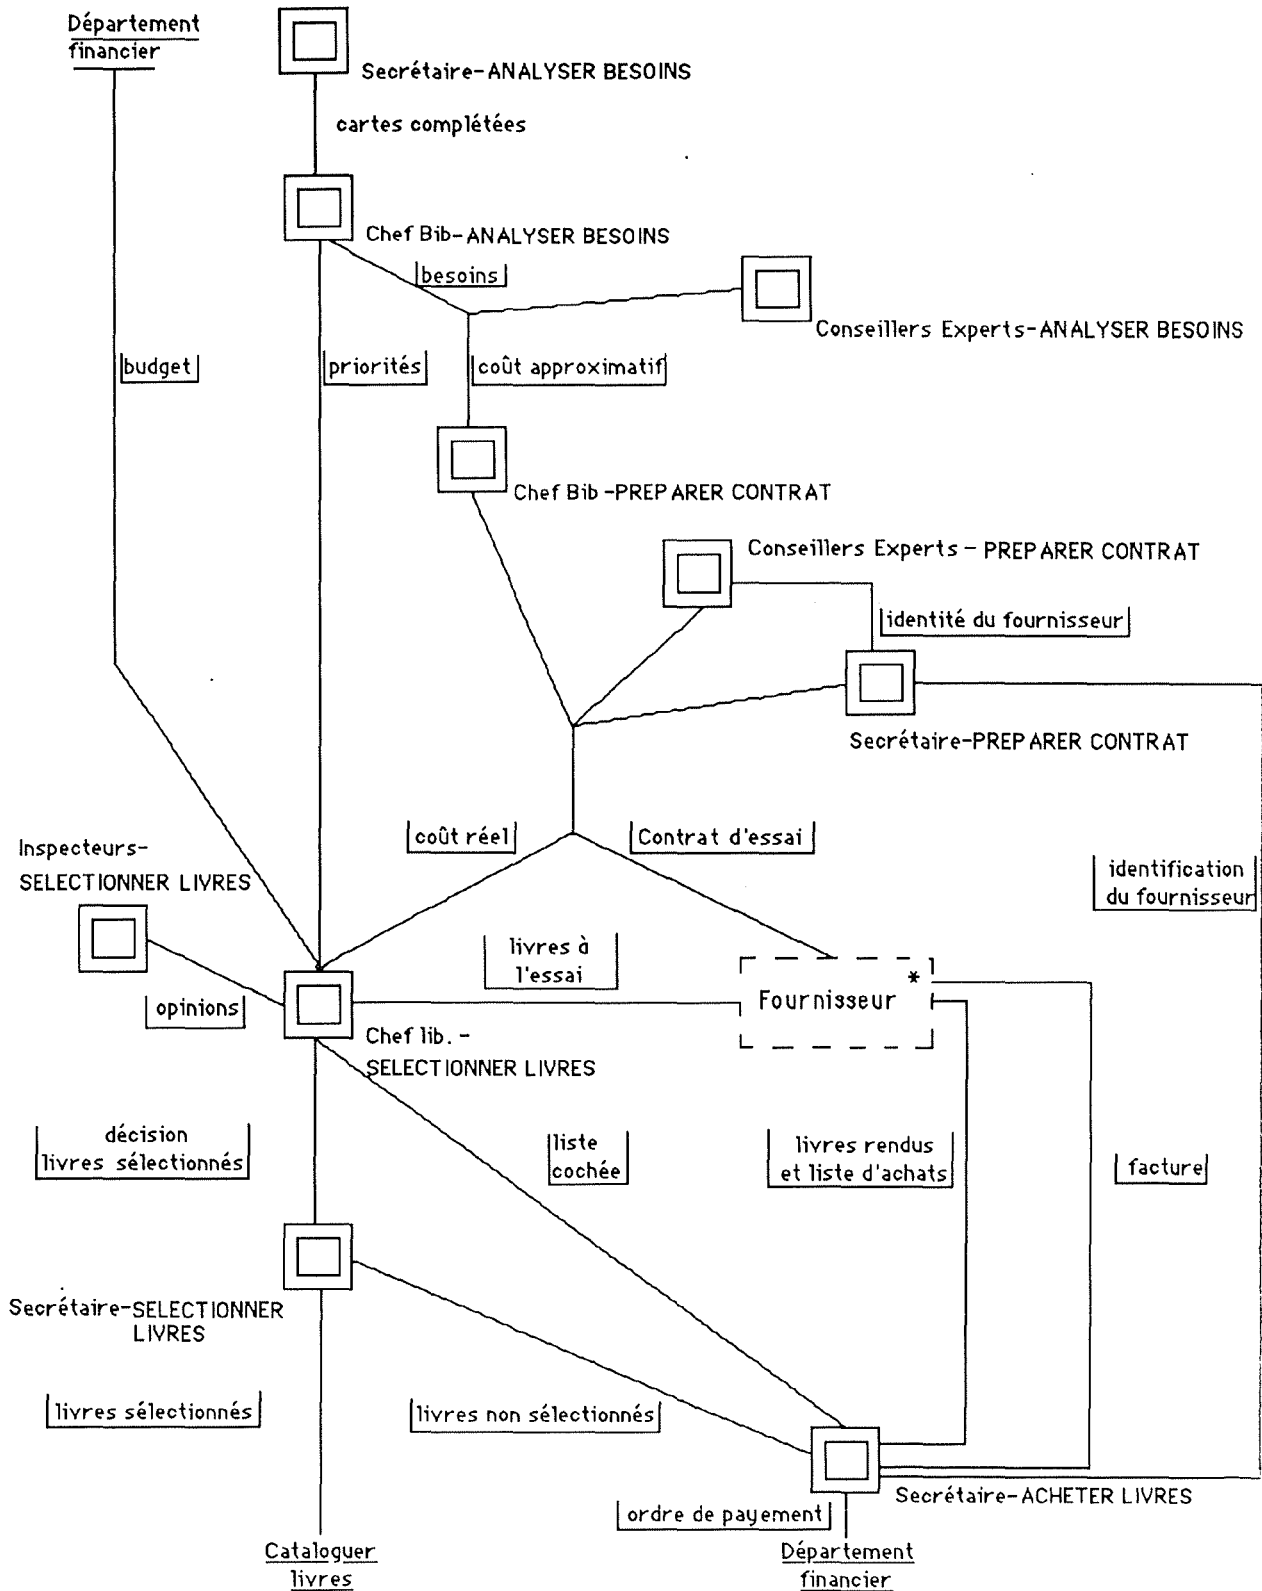 Département
financier
Secrétaire-ANALYSER BESOINS
cartes complétées
Chef Bib-ANALYSER BESOINS
besoins
Conseillers Experts-ANALYSER BESOINS
budget
priorités
coût approximatif
Chef Bib-PREPARER CONTRAT
Conseillers Experts - PREPARER CONTRAT
identité du fournisseur
Secrétaire-PREPARER CONTRAT
coût réel
Contrat d'essai
Inspecteurs-
SELECTIONNER LIVRES
identification
du fournisseur
livres à
l'essai
Fournisseur *
opinions
Chef lib. -
SELECTIONNER LIVRES
décision
livres sélectionnés
liste
cochée
livres rendus
et liste d'achats
facture
Secrétaire-SELECTIONNER
LIVRES
livres sélectionnés
livres non sélectionnés
Secrétaire-ACHETER LIVRES
ordre de payement
Cataloguer
livres
Département
financier